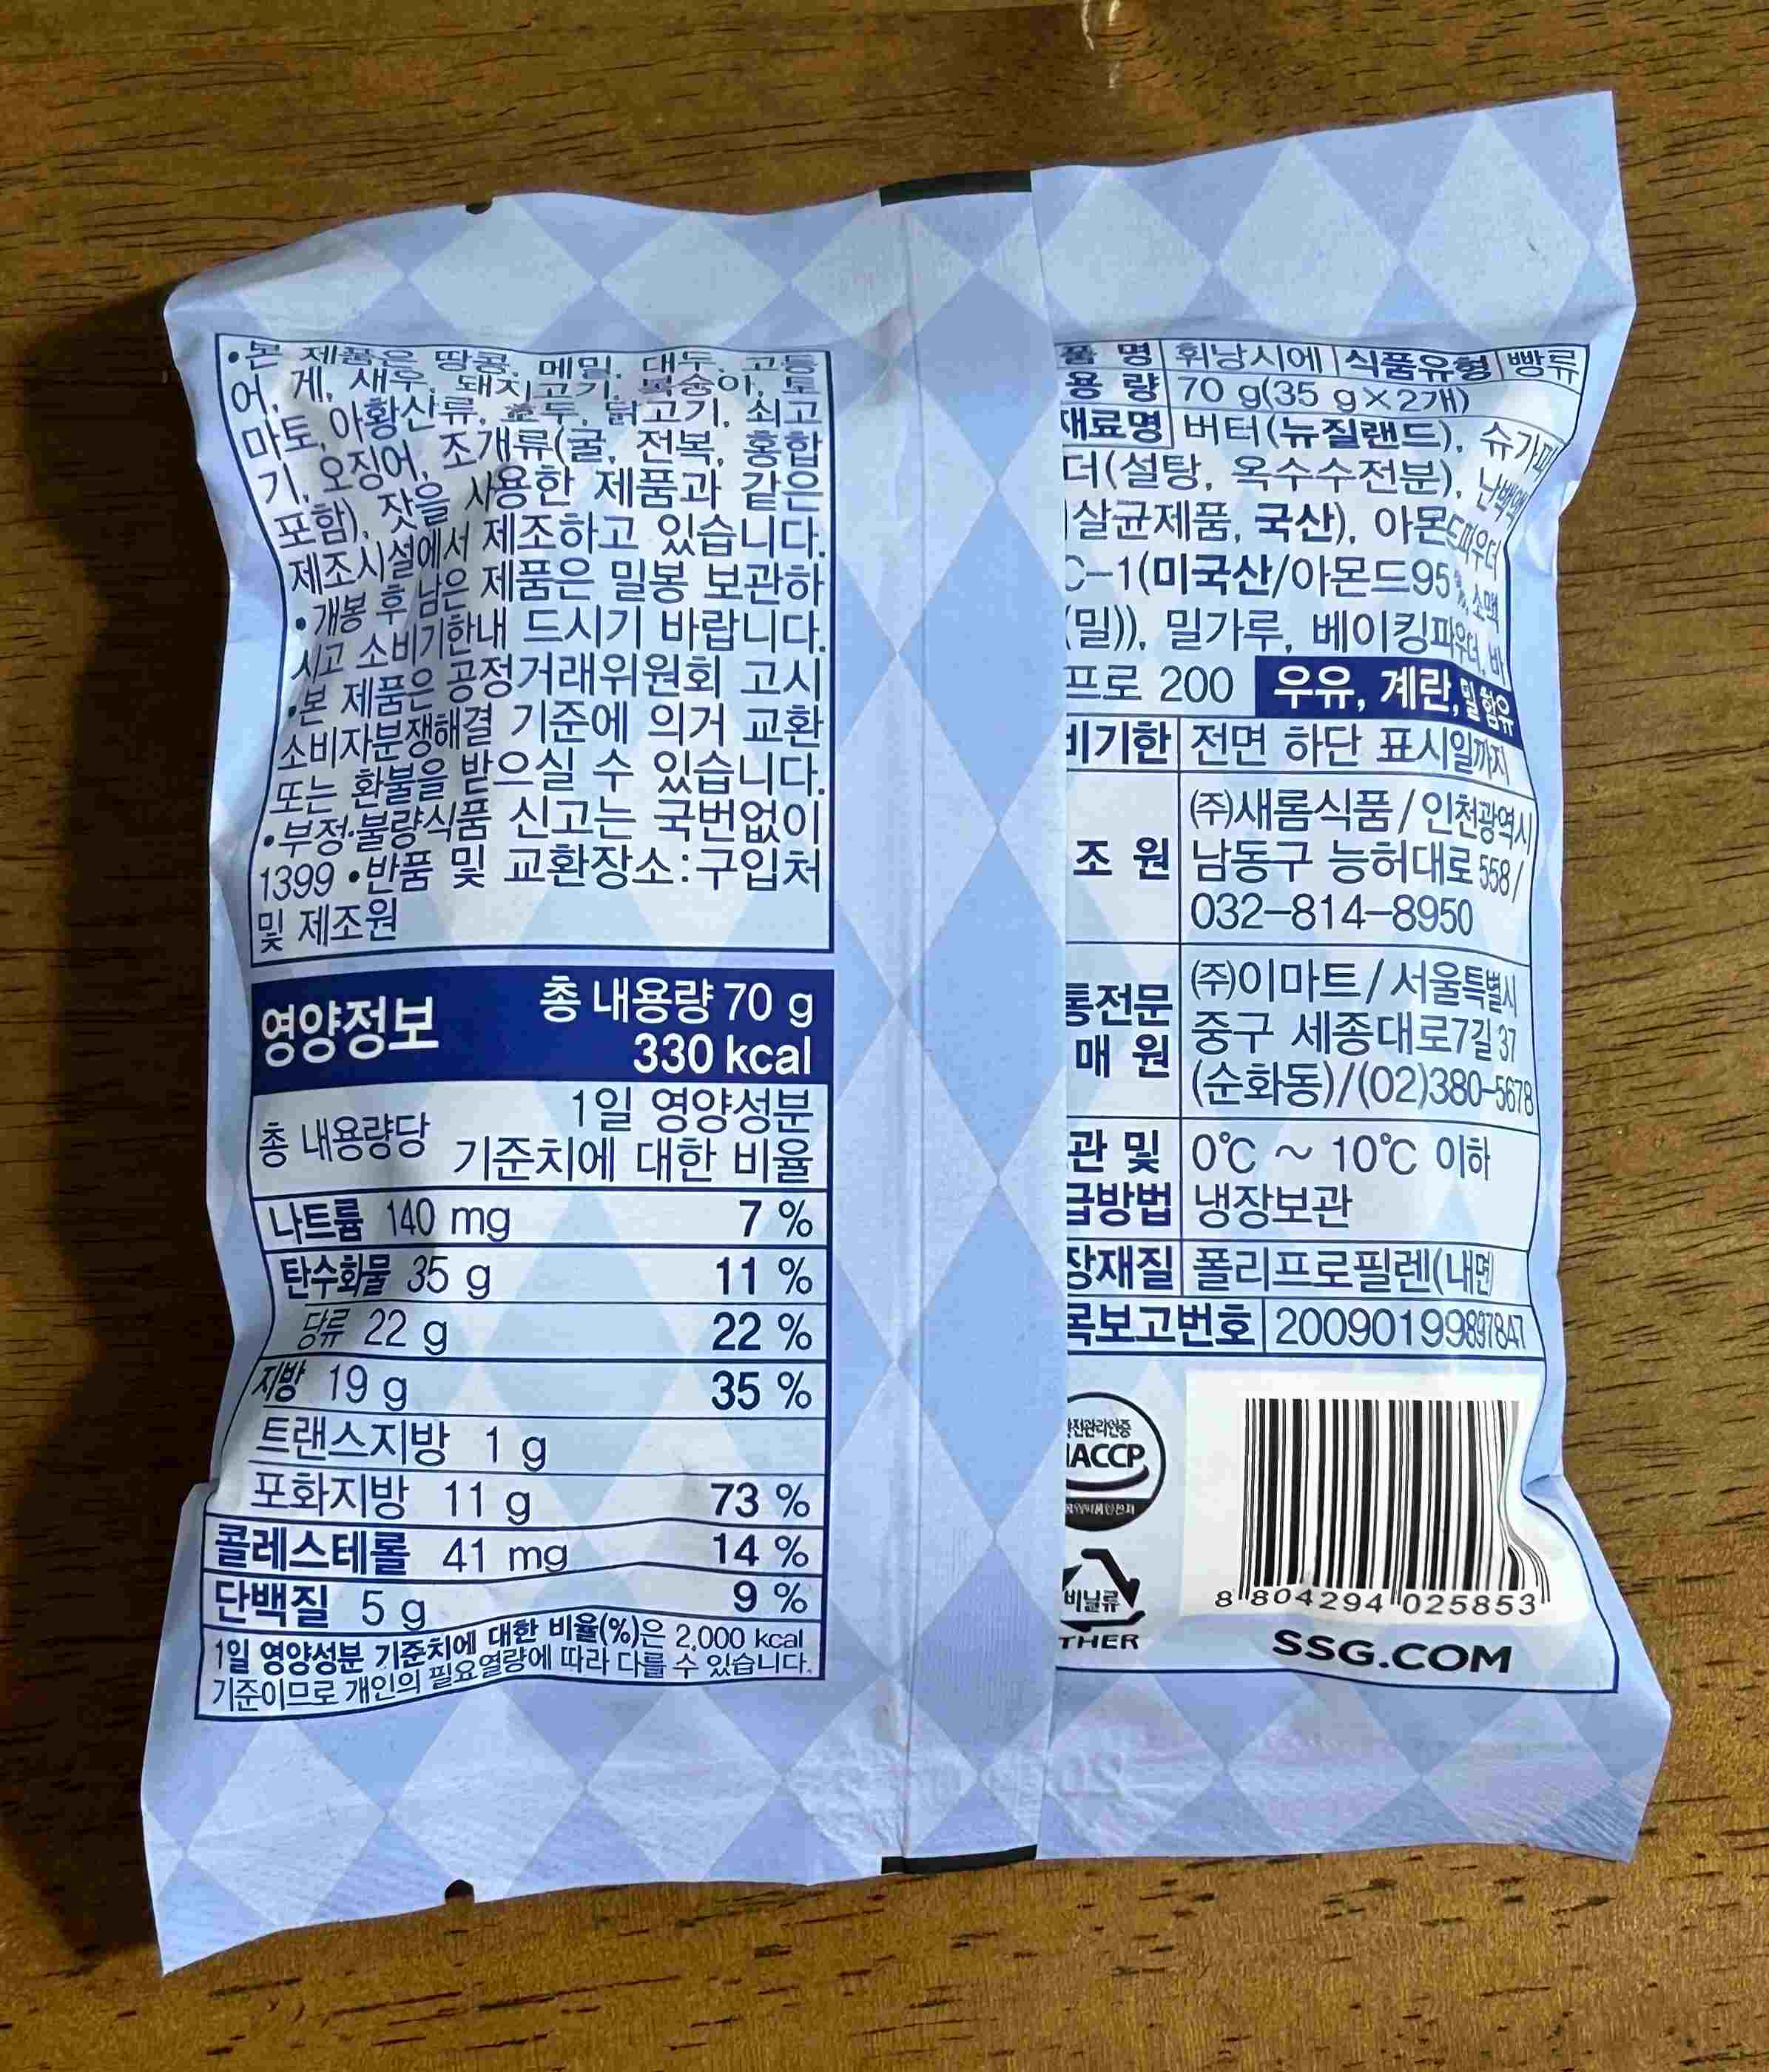 •본 제품은 땅콩, 메밀, 대두, 고등
어, 게, 새우, 돼지고기, 복숭아, 토
마토, 아황산류, 호두, 닭고기, 쇠고
기, 오징어, 조개류(굴, 전복, 홍합
포함), 잣을 사용한 제품과 같은
제조시설에서 제조하고 있습니다.
•개봉 후 남은 제품은 밀봉 보관하
시고 소비기한내 드시기 바랍니다.
•본 제품은 공정거래위원회 고시
소비자분쟁해결 기준에 의거 교환
또는 환불을 받으실 수 있습니다.
•부정·불량식품 신고는 국번없이
1399 •반품 및 교환장소:구입처
및 제조원
영양정보 총 내용량 70 g
330 kcal
총 내용량당 1일 영양성분
기준치에 대한 비율
나트륨 140 mg 7 %
탄수화물 35 g 11 %
당류 22 g 22 %
지방 19 g 35 %
트랜스지방 1 g
포화지방 11 g 73 %
콜레스테롤 41 mg 14 %
단백질 5 g 9 %
1일 영양성분 기준치에 대한 비율(%)은 2,000 kcal
기준이므로 개인의 필요열량에 따라 다를 수 있습니다.
품 명 휘낭시에 식품유형 빵류
용 량 70 g(35 g×2개)
재료명 버터(뉴질랜드), 슈가파
더(설탕, 옥수수전분), 난백액
살균제품, 국산), 아몬드파우더
C-1(미국산/아몬드95%, 소맥
(밀)), 밀가루, 베이킹파우더, 바
프로 200 우유, 계란, 밀 함유
비기한 전면 하단 표시일까지
조 원 ㈜새롬식품/인천광역시
남동구 능허대로 558/
032-814-8950
통전문
매 원 ㈜이마트/서울특별시
중구 세종대로7길 37
(순화동)/(02)380-5678
관 및
급방법 0℃ ~ 10℃ 이하
냉장보관
장재질 폴리프로필렌(내면)
목보고번호 20090199897847
안전관리인증
HACCP
비닐류
THER
8 804294 025853
SSG.COM